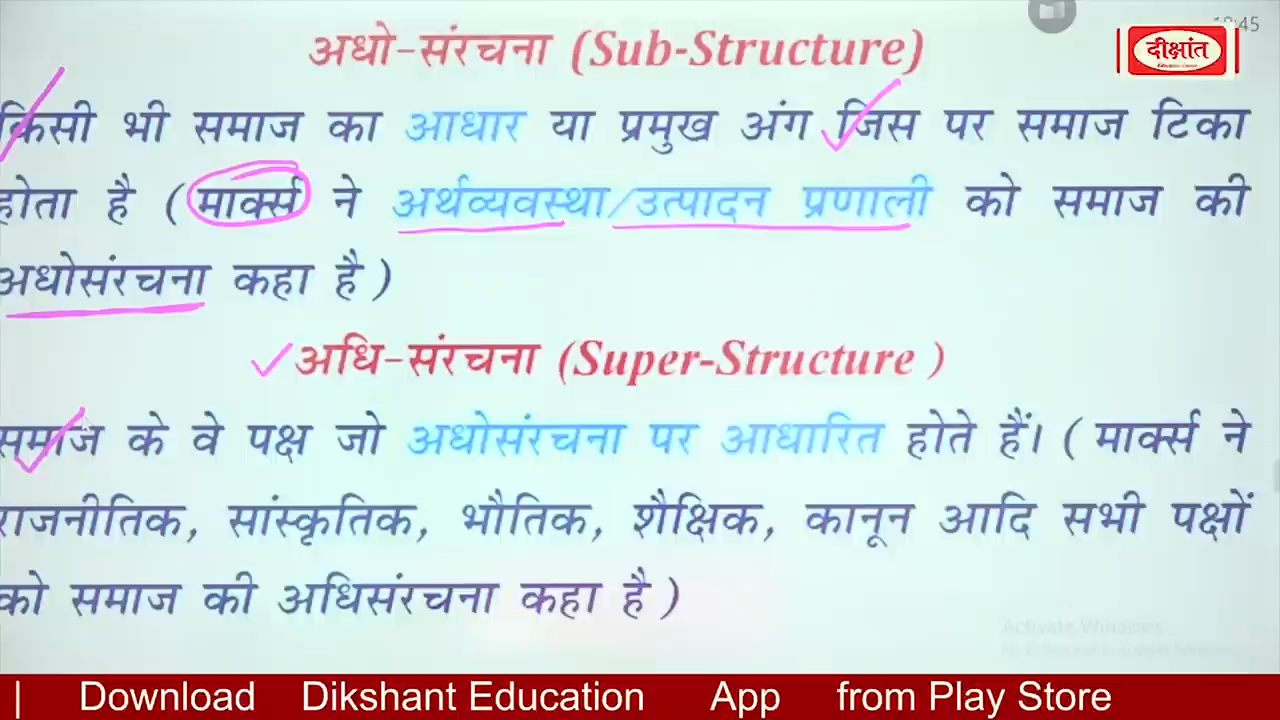 अधो-संरचना (Sub-Structure)
दीक्षांत
किसी भी समाज का आधार या प्रमुख अंग जिस पर समाज टिका
होता है ( मार्क्स ने अर्थव्यवस्था/उत्पादन प्रणाली को समाज की
अधोसंरचना कहा है )
अधि-संरचना (Super-Structure )
समाज के वे पक्ष जो अधोसंरचना पर आधारित होते हैं। ( मार्क्स ने
राजनीतिक, सांस्कृतिक, भौतिक, शैक्षिक, कानून आदि सभी पक्षों
को समाज की अधिसंरचना कहा है )
Activate Windows
| Download Dikshant Education App from Play Store